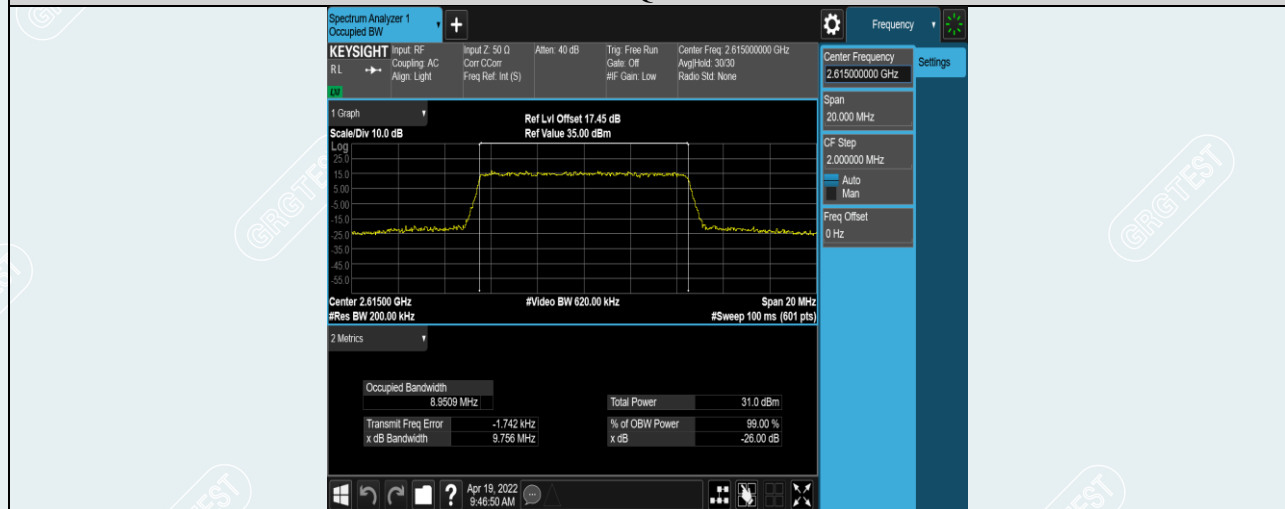 Spectrum Analyzer 1
Occupied BW
+
Frequency
KEYSIGHT
RL
LXI
Input: RF
Coupling: AC
Align: Light
Input Z: 50 Ω
Corr CCorr
Freq Ref: Int (S)
Atten: 40 dB
Trig: Free Run
Gate: Off
#IF Gain: Low
Center Freq: 2.615000000 GHz
Avg|Hold: 30/30
Radio Std: None
Center Frequency
2.615000000 GHz
Settings
Span
20.000 MHz
CF Step
2.000000 MHz
Auto
Man
Freq Offset
0 Hz
1 Graph
Scale/Div 10.0 dB
Ref Lvl Offset 17.45 dB
Ref Value 35.00 dBm
Log
25.0
15.0
5.00
-5.00
-15.0
-25.0
-35.0
-45.0
-55.0
Center 2.61500 GHz
#Video BW 620.00 kHz
Span 20 MHz
#Res BW 200.00 kHz
#Sweep 100 ms (601 pts)
2 Metrics
Occupied Bandwidth
8.9509 MHz
Total Power 31.0 dBm
Transmit Freq Error -1.742 kHz
% of OBW Power 99.00 %
x dB Bandwidth 9.756 MHz
x dB -26.00 dB
?
Apr 19, 2022
9:46:50 AM
GRGTEST
GRGTEST